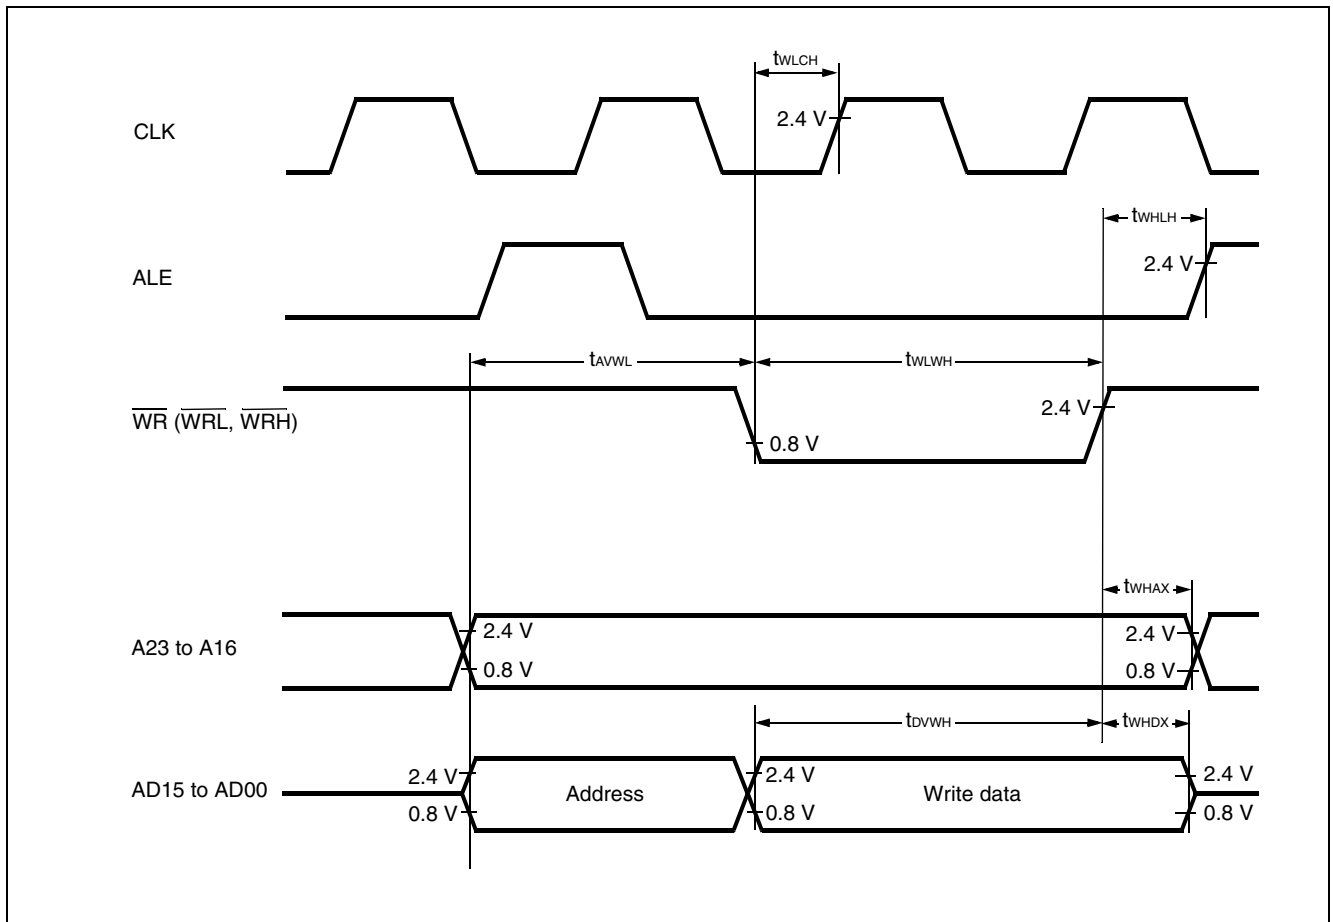 tWLCH
CLK
2.4 V
tWHLH
ALE
2.4 V
tAVWL
tWLWH
WR (WRL, WRH)
2.4 V
0.8 V
tWHAX
A23 to A16
2.4 V
2.4 V
0.8 V
0.8 V
tDVWH
tWHDX
AD15 to AD00
2.4 V
2.4 V
2.4 V
Address
Write data
0.8 V
0.8 V
0.8 V